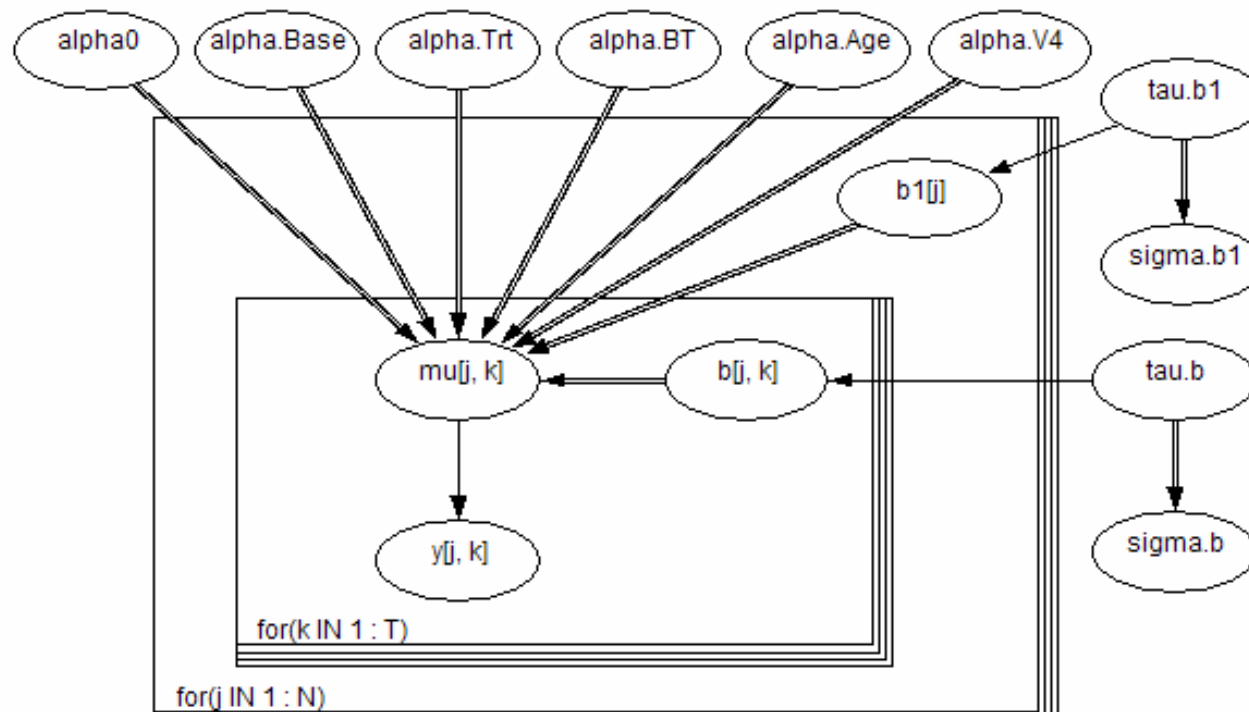 alpha0
alpha.Base
alpha.Trt
alpha.BT
alpha.Age
alpha.V4
tau.b1
b1[j]
sigma.b1
mu[j, k]
b[j, k]
tau.b
y[j, k]
sigma.b
for(k IN 1 : T)
for(j IN 1 : N)